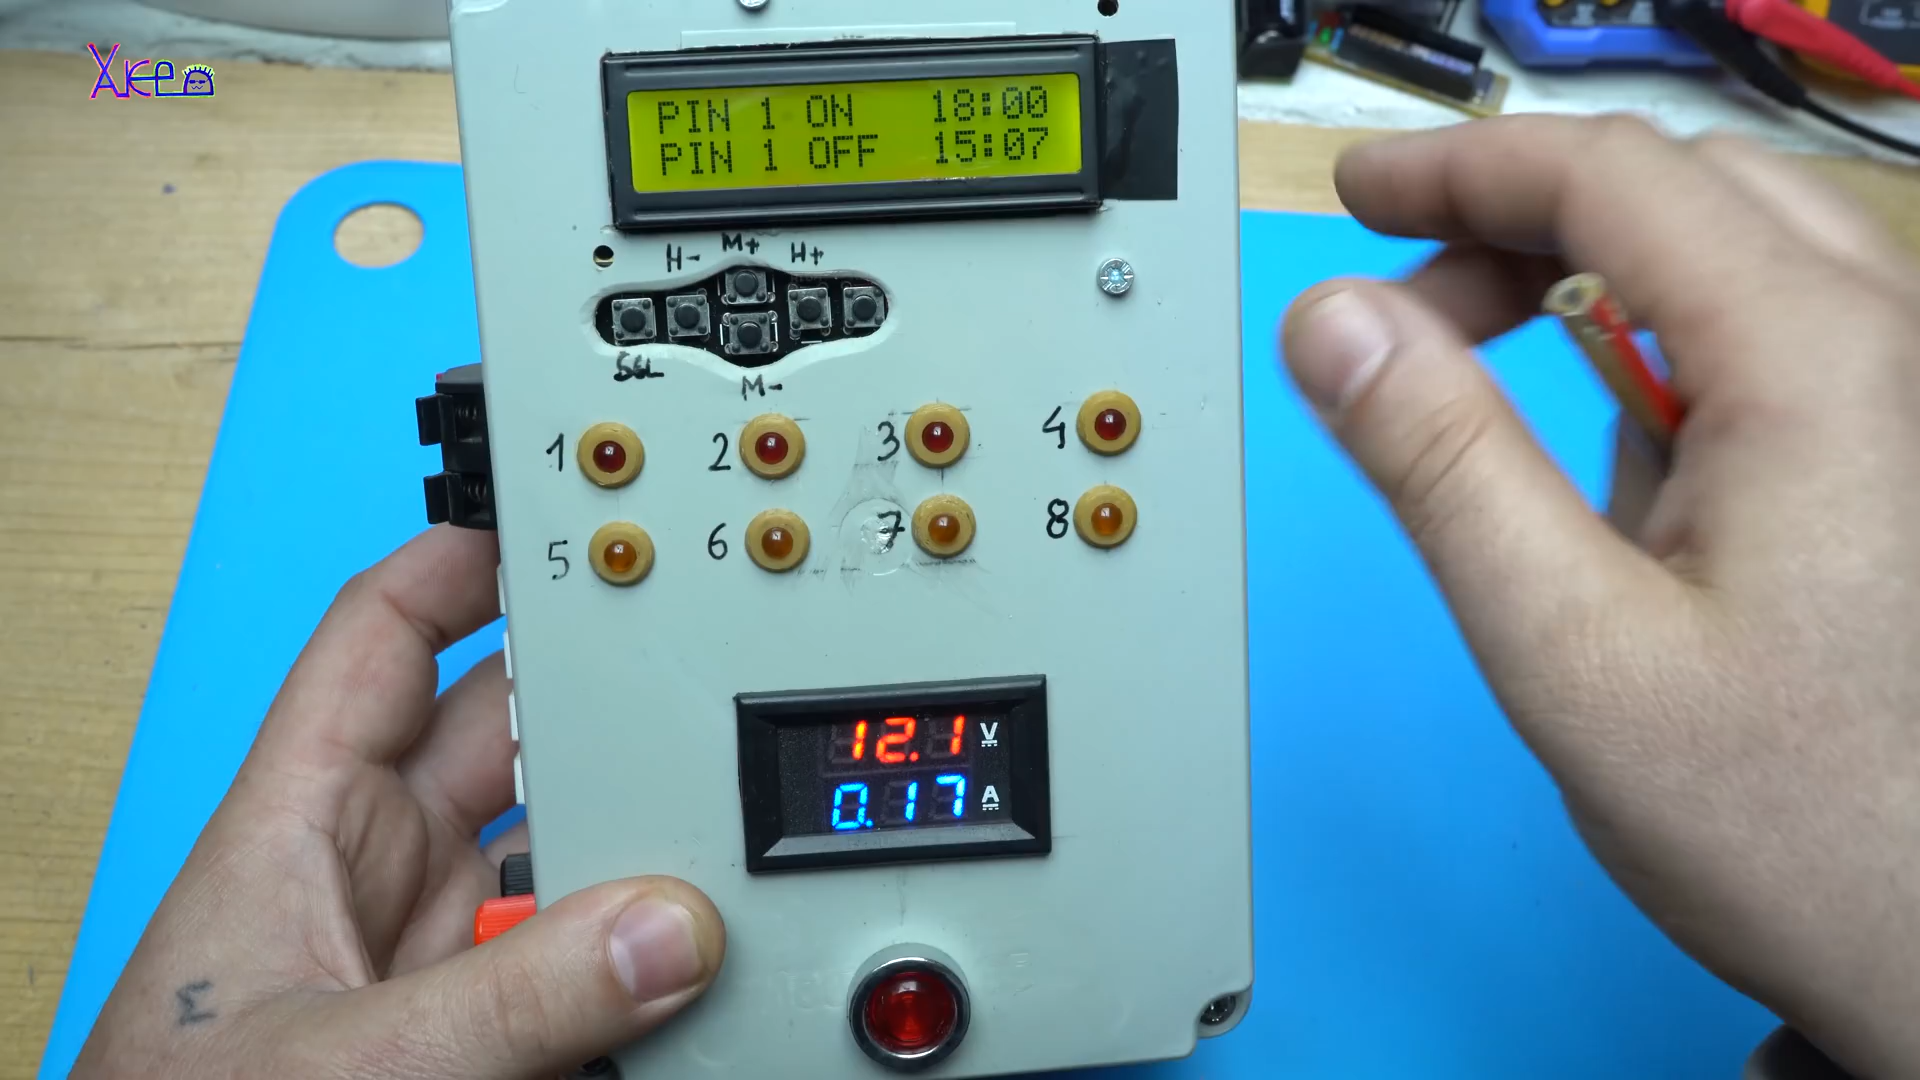 Хкер
PIN 1 ON 18:00
PIN 1 OFF 15:07
H- M+ H+
SEL
M-
1 2 3 4
5 6 7 8
12.1 V
0.17 A